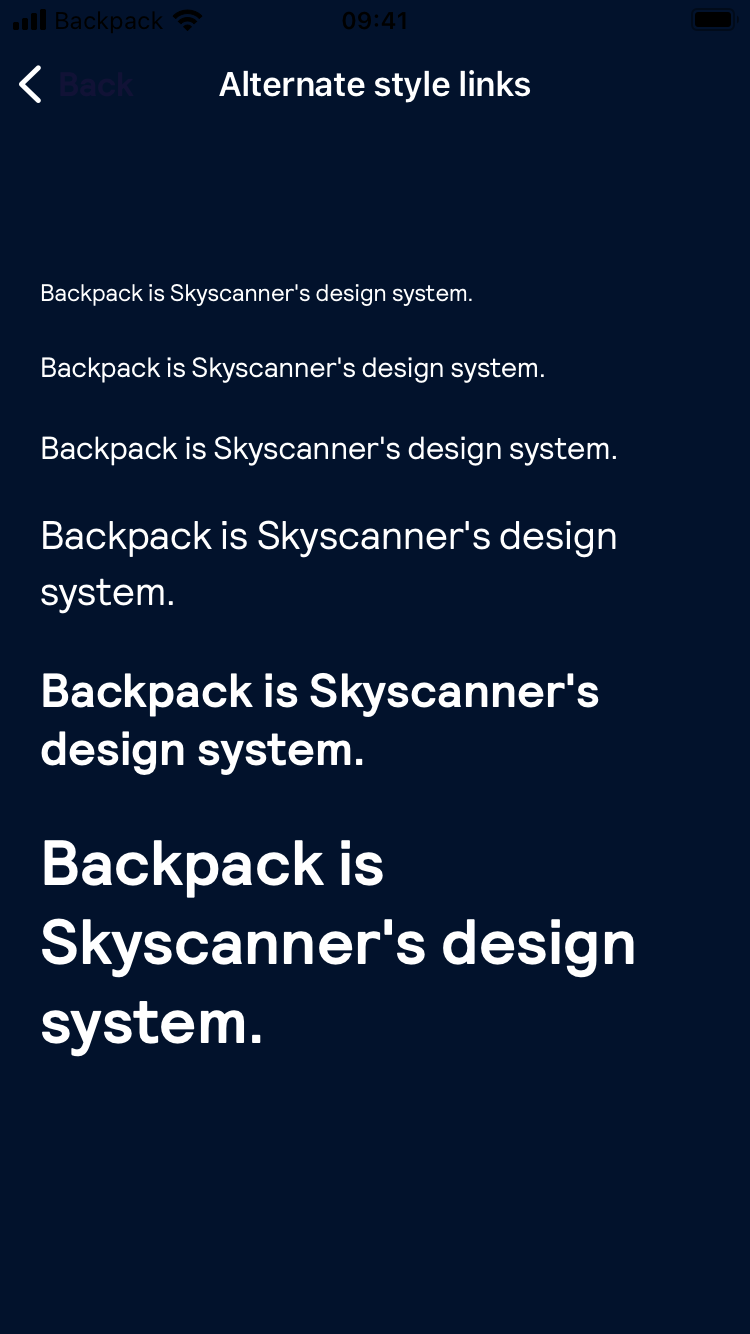 Backpack 09:41
Back Alternate style links
Backpack is Skyscanner's design system.
Backpack is Skyscanner's design system.
Backpack is Skyscanner's design system.
Backpack is Skyscanner's design
system.
Backpack is Skyscanner's
design system.
Backpack is
Skyscanner's design
system.